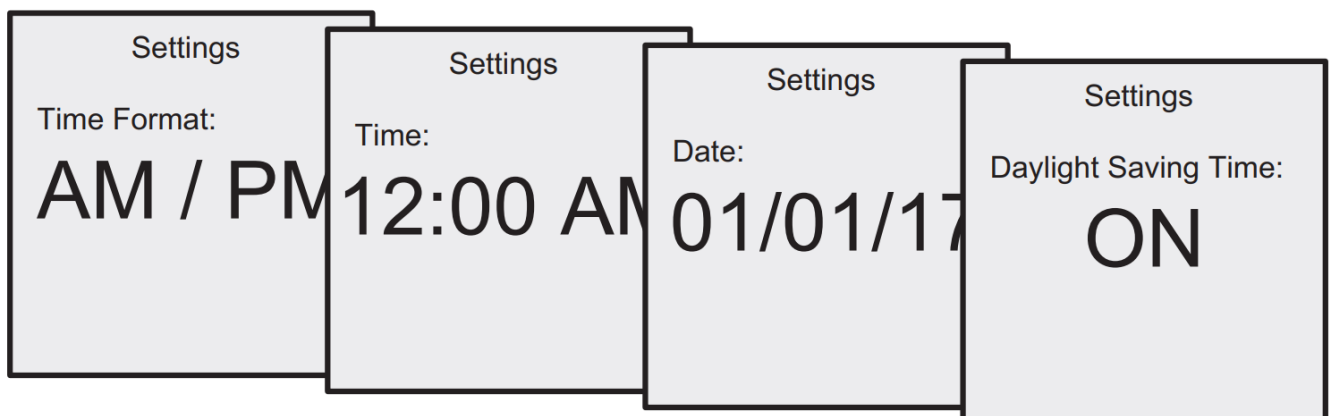 Settings
Time Format:
AM / PM
Settings
Time:
12:00 AM
Settings
Date:
01/01/17
Settings
Daylight Saving Time:
ON